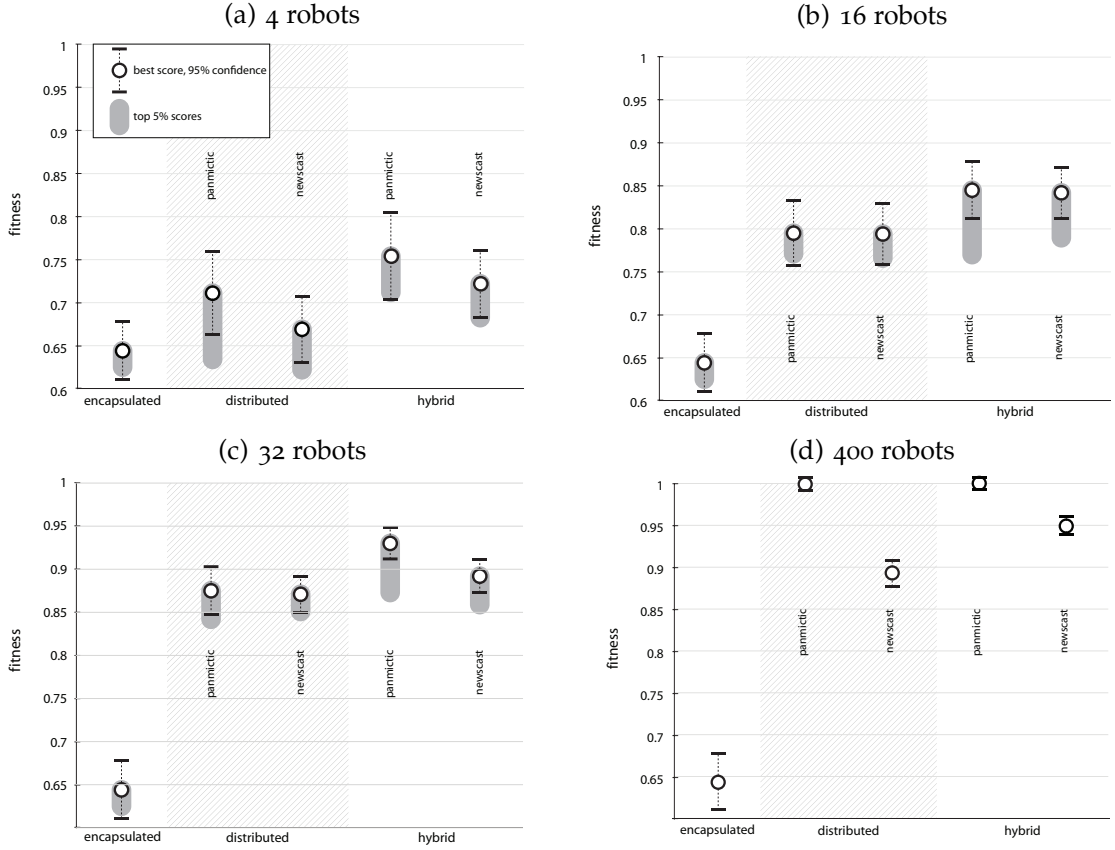 (a) 4 robots
1
best score, 95% confidence
0.95
top 5% scores
0.9
0.85
panmictic
newscast
panmictic
newscast
0.8
fitness
0.75
0.7
0.65
0.6
encapsulated
distributed
hybrid
(b) 16 robots
1
0.95
0.9
0.85
0.8
fitness
0.75
0.7
panmictic
newscast
panmictic
newscast
0.65
0.6
encapsulated
distributed
hybrid
(c) 32 robots
1
0.95
0.9
0.85
0.8
fitness
panmictic
newscast
panmictic
newscast
0.75
0.7
0.65
encapsulated
distributed
hybrid
(d) 400 robots
1
0.95
0.9
0.85
panmictic
newscast
panmictic
newscast
0.8
fitness
0.75
0.7
0.65
encapsulated
distributed
hybrid